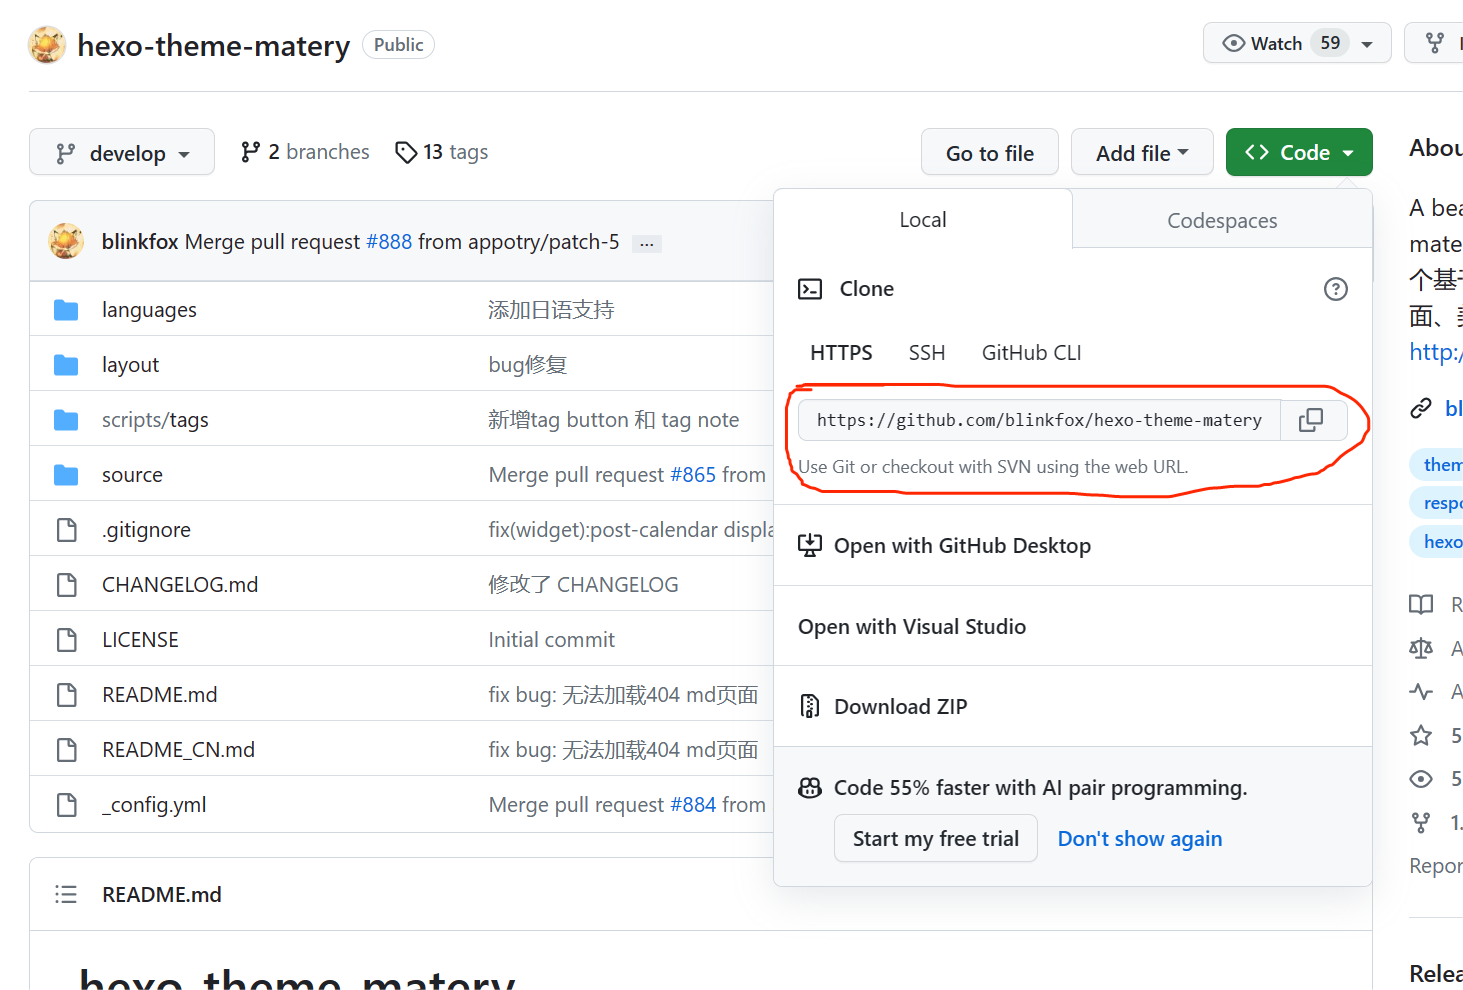 hexo-theme-matery Public
Watch 59
develop
2 branches
13 tags
Go to file
Add file
Code
blinkfox Merge pull request #888 from appotry/patch-5 ...
languages 添加日语支持
layout bug修复
scripts/tags 新增tag button 和 tag note
source Merge pull request #865 from
.gitignore fix(widget):post-calendar displa
CHANGELOG.md 修改了 CHANGELOG
LICENSE Initial commit
README.md fix bug: 无法加载404 md页面
README_CN.md fix bug: 无法加载404 md页面
_config.yml Merge pull request #884 from
README.md
hexo-theme-matery
Local Codespaces
Clone
HTTPS SSH GitHub CLI
https://github.com/blinkfox/hexo-theme-matery
Use Git or checkout with SVN using the web URL.
Open with GitHub Desktop
Open with Visual Studio
Download ZIP
Code 55% faster with AI pair programming.
Start my free trial Don't show again
Abou
A bea
mate
个基
面、
http:/
bl
them
respo
hexo
R
A
A
5
5
1.
Repor
Relea